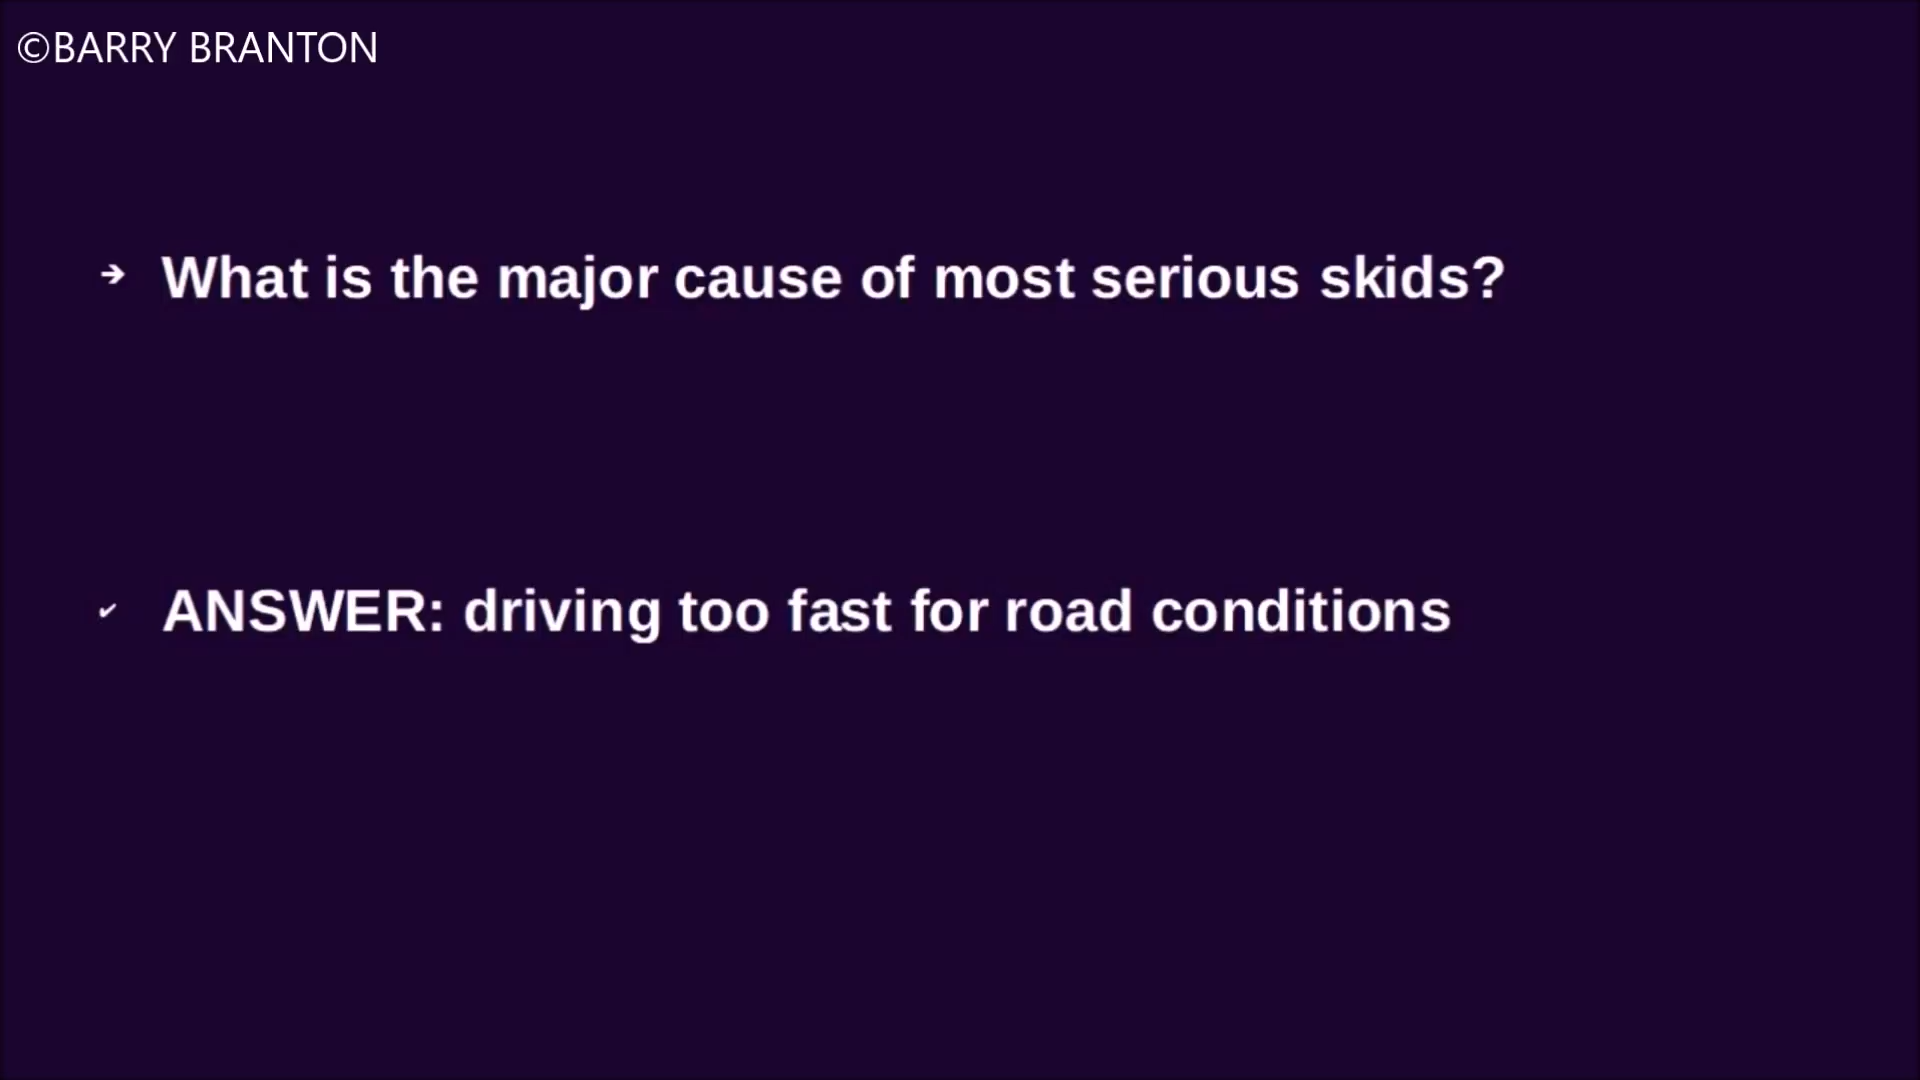 ©BARRY BRANTON
➔ What is the major cause of most serious skids?
✔ ANSWER: driving too fast for road conditions